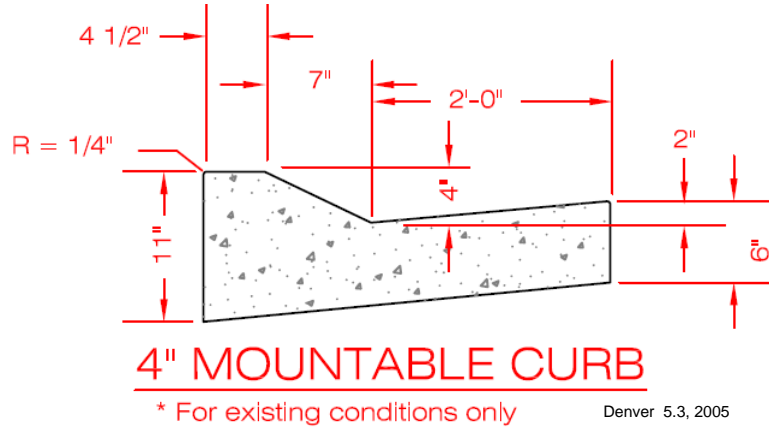 4 1/2"
7"
2'-0"
2"
R = 1/4"
4"
11"
6"
4" MOUNTABLE CURB
* For existing conditions only
Denver 5.3, 2005